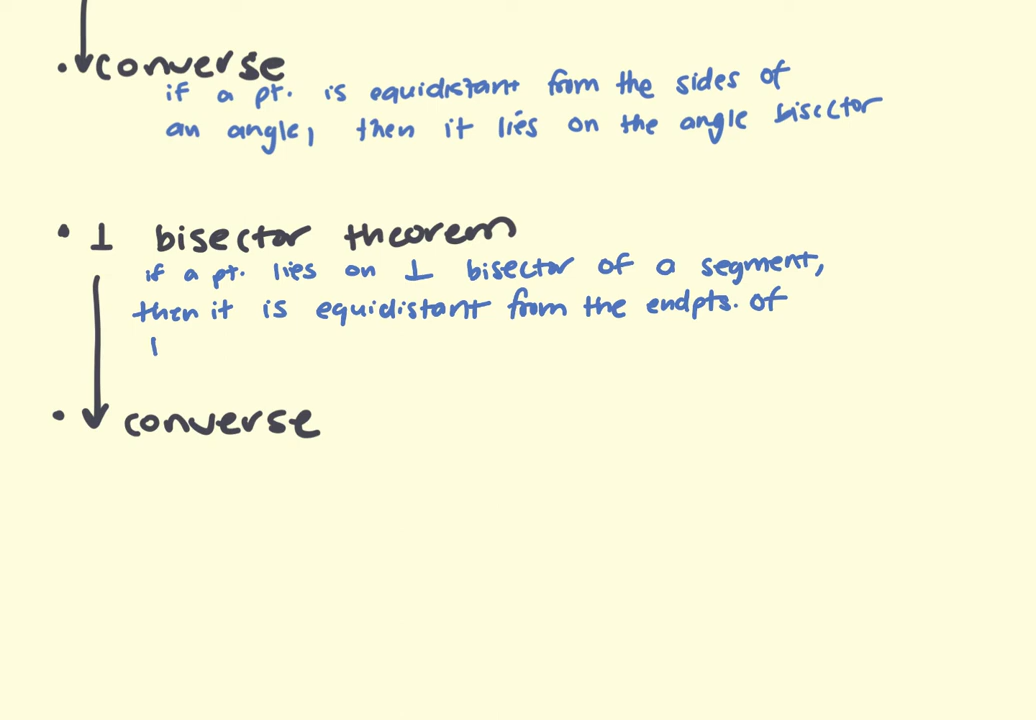 • converse
if a pt. is equidistant from the sides of
an angle, then it lies on the angle bisector
• ⊥ bisector theorem
if a pt. lies on ⊥ bisector of a segment,
then it is equidistant from the endpts. of
• converse